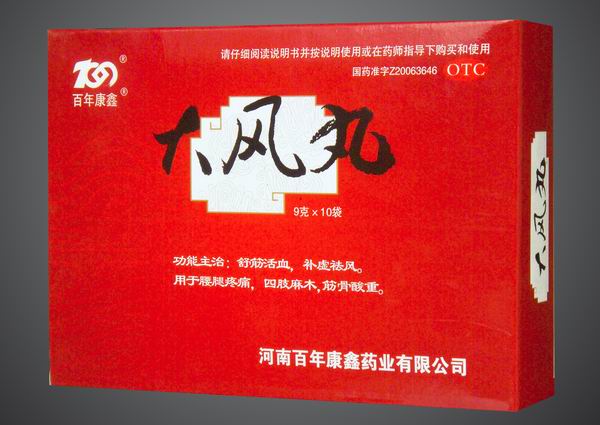 请仔细阅读说明书并按说明使用或在药师指导下购买和使用
国药准字Z20063646 OTC
百年康鑫®
大风丸
9克×10袋
功能主治：舒筋活血，补虚祛风。
用于腰腿疼痛，四肢麻木，筋骨酸重。
河南百年康鑫药业有限公司
大风丸